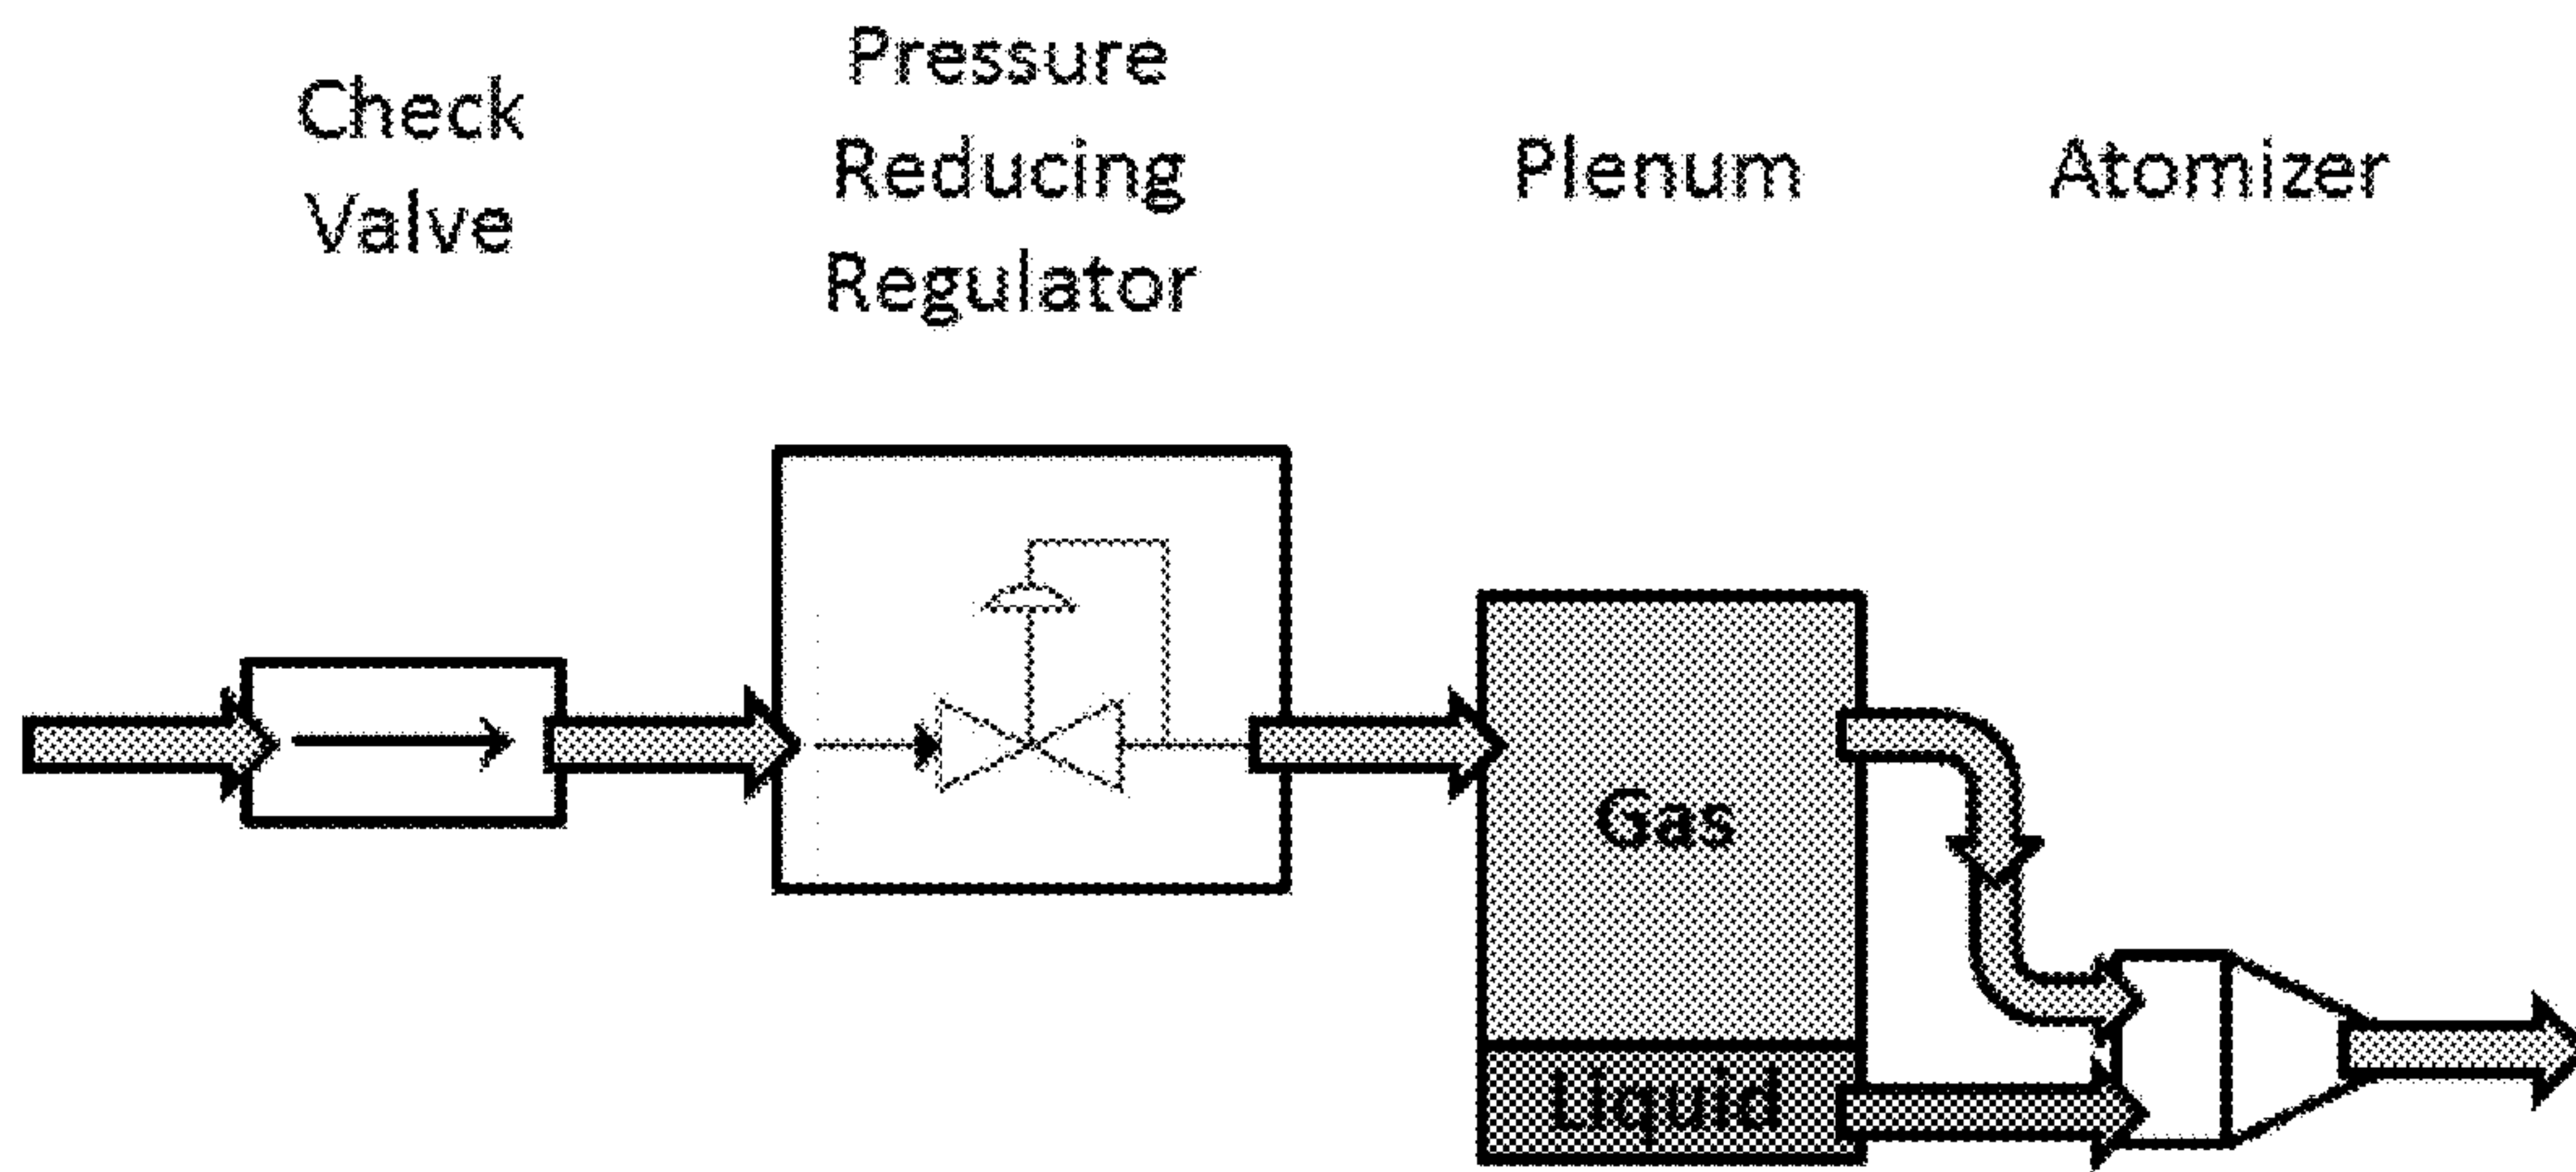 Check
Valve
Pressure
Reducing
Regulator
Plenum
Atomizer
Gas
Liquid